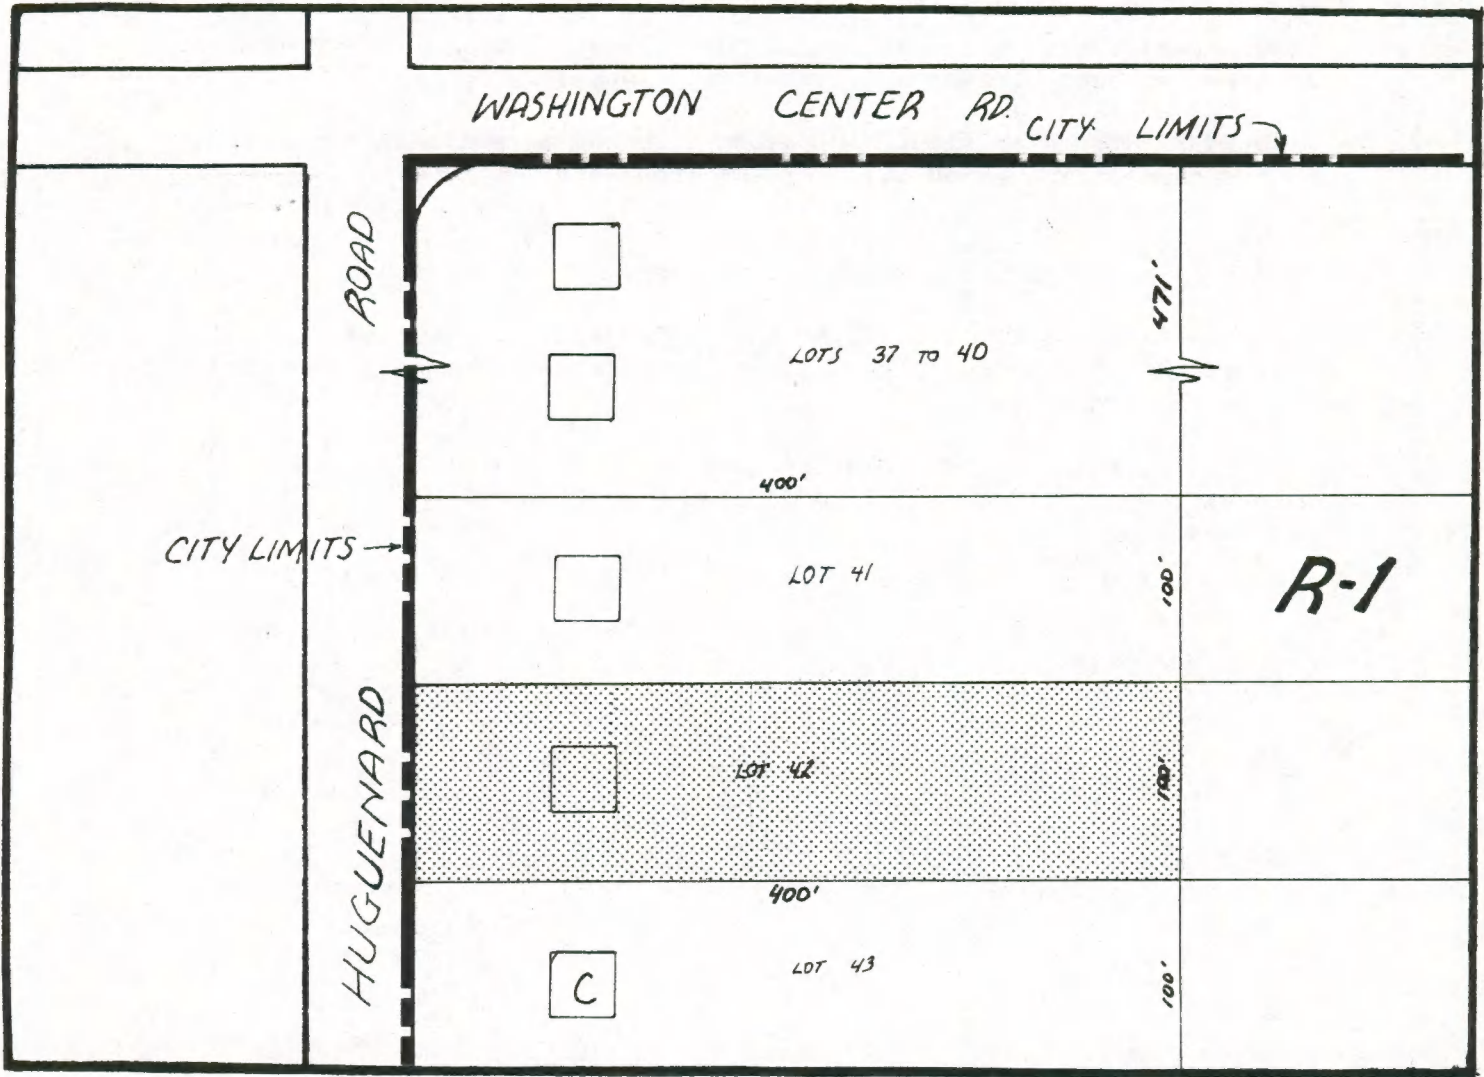 WASHINGTON CENTER RD.
CITY LIMITS
ROAD
471'
LOTS 37 TO 40
400'
CITY LIMITS
LOT 41
100'
R-1
HUGUENARD
LOT 42
100'
400'
C
LOT 43
100'